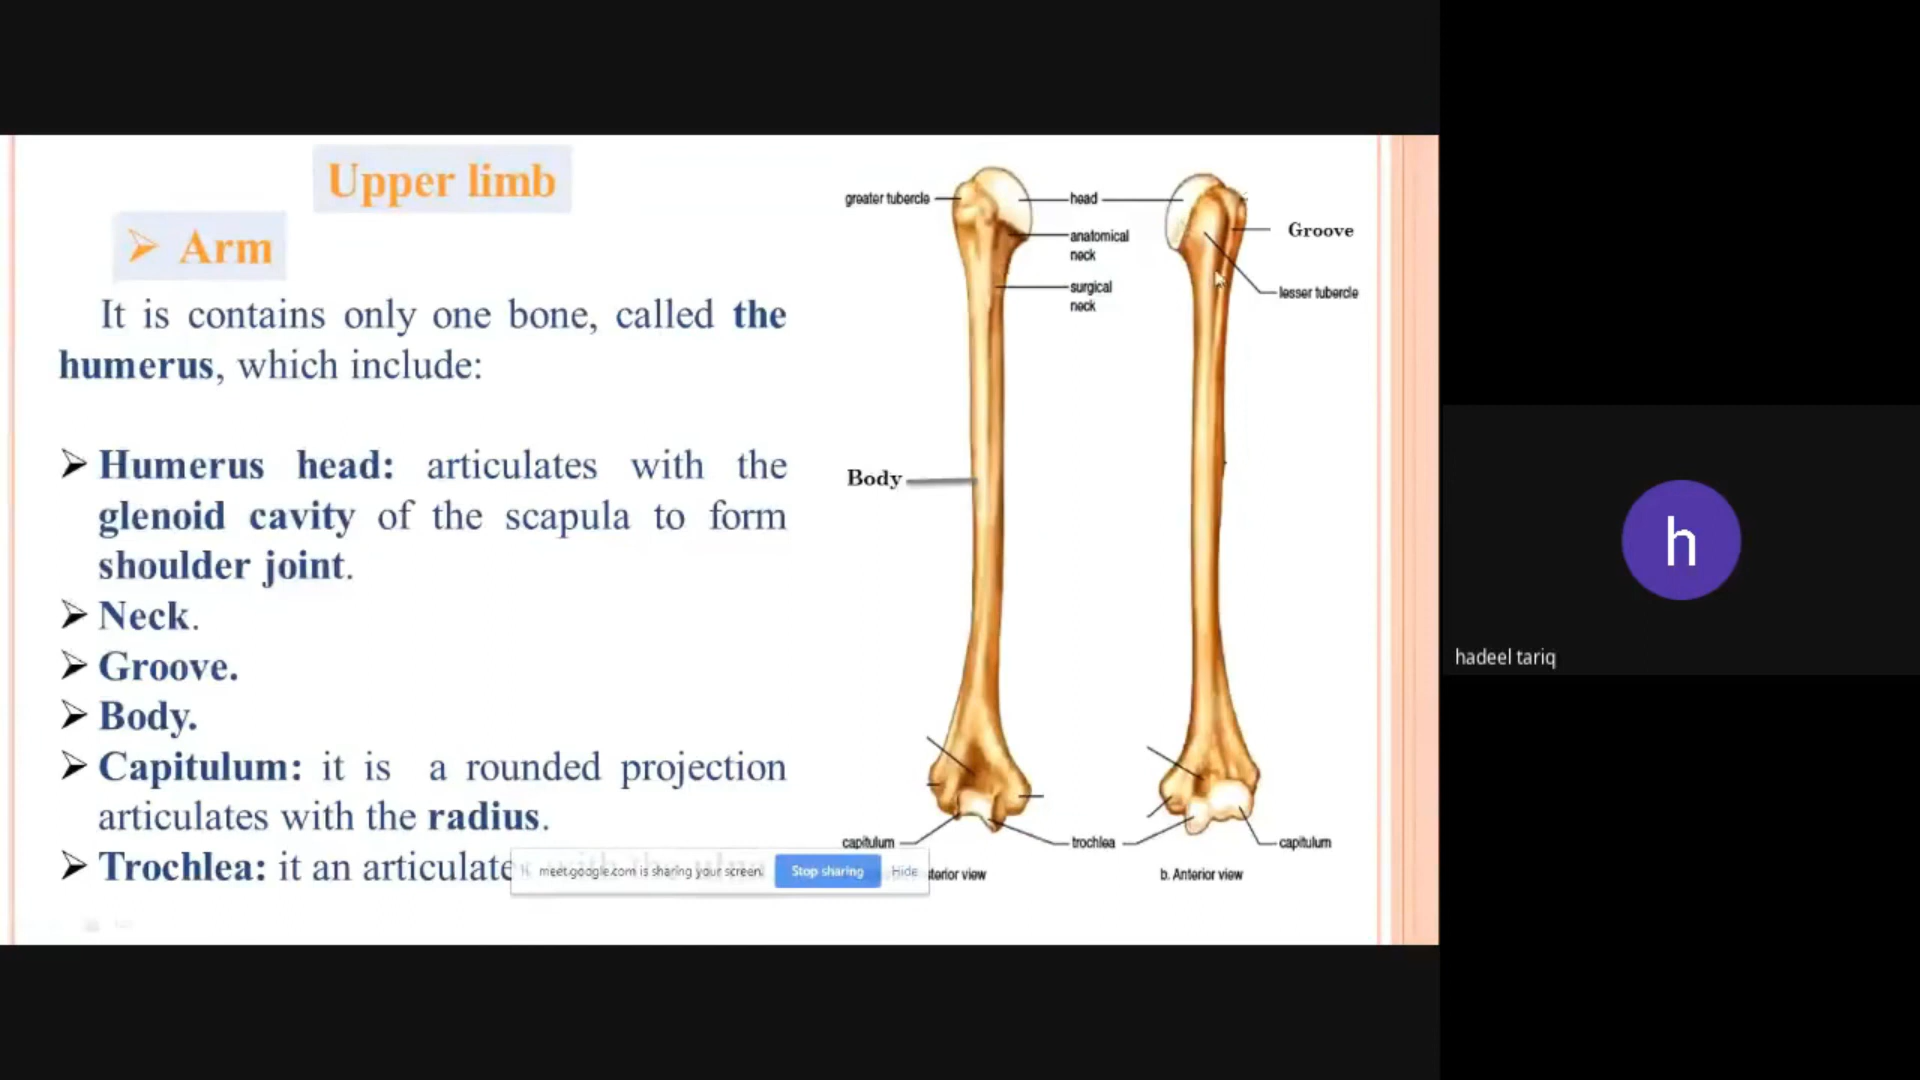 Upper limb
➢ Arm
It is contains only one bone, called the
humerus, which include:
➢ Humerus head: articulates with the
glenoid cavity of the scapula to form
shoulder joint.
➢ Neck.
➢ Groove.
➢ Body.
➢ Capitulum: it is a rounded projection
articulates with the radius.
➢ Trochlea: it an articulate
meet.google.com is sharing your screen.
Stop sharing
Hide
greater tubercle
head
anatomical
neck
surgical
neck
Groove
lesser tubercle
Body
capitulum
trochlea
capitulum
terior view
b. Anterior view
h
hadeel tariq